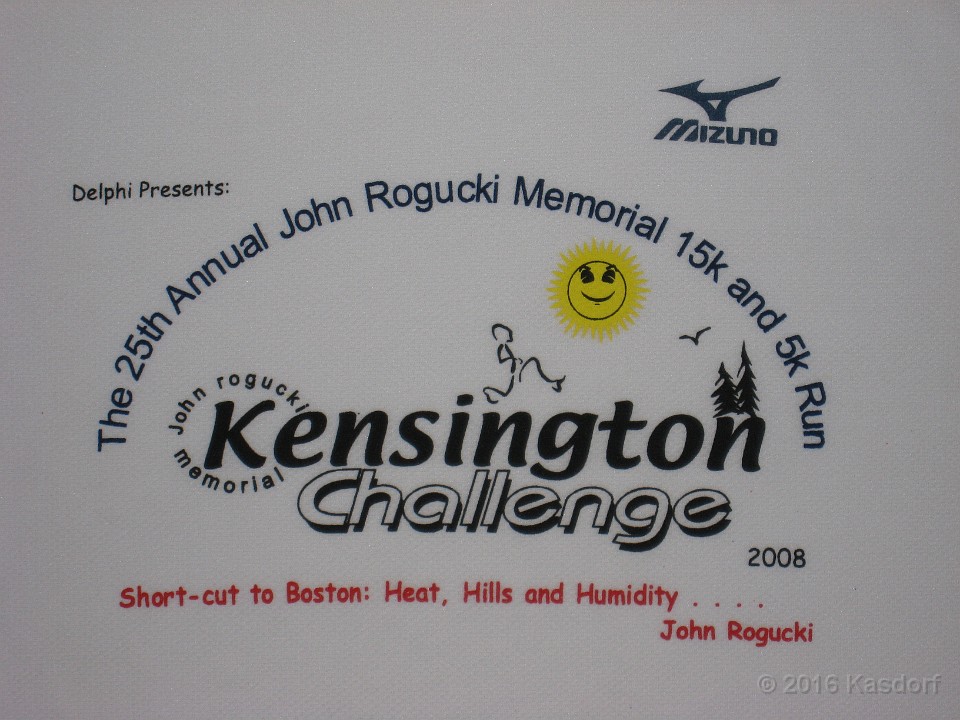 MIZUNO
Delphi Presents:
The 25th Annual John Rogucki Memorial 15k and 5k Run
John rogucki
memorial
Kensington
Challenge
2008
Short-cut to Boston: Heat, Hills and Humidity . . . .
John Rogucki
© 2016 Kasdorf